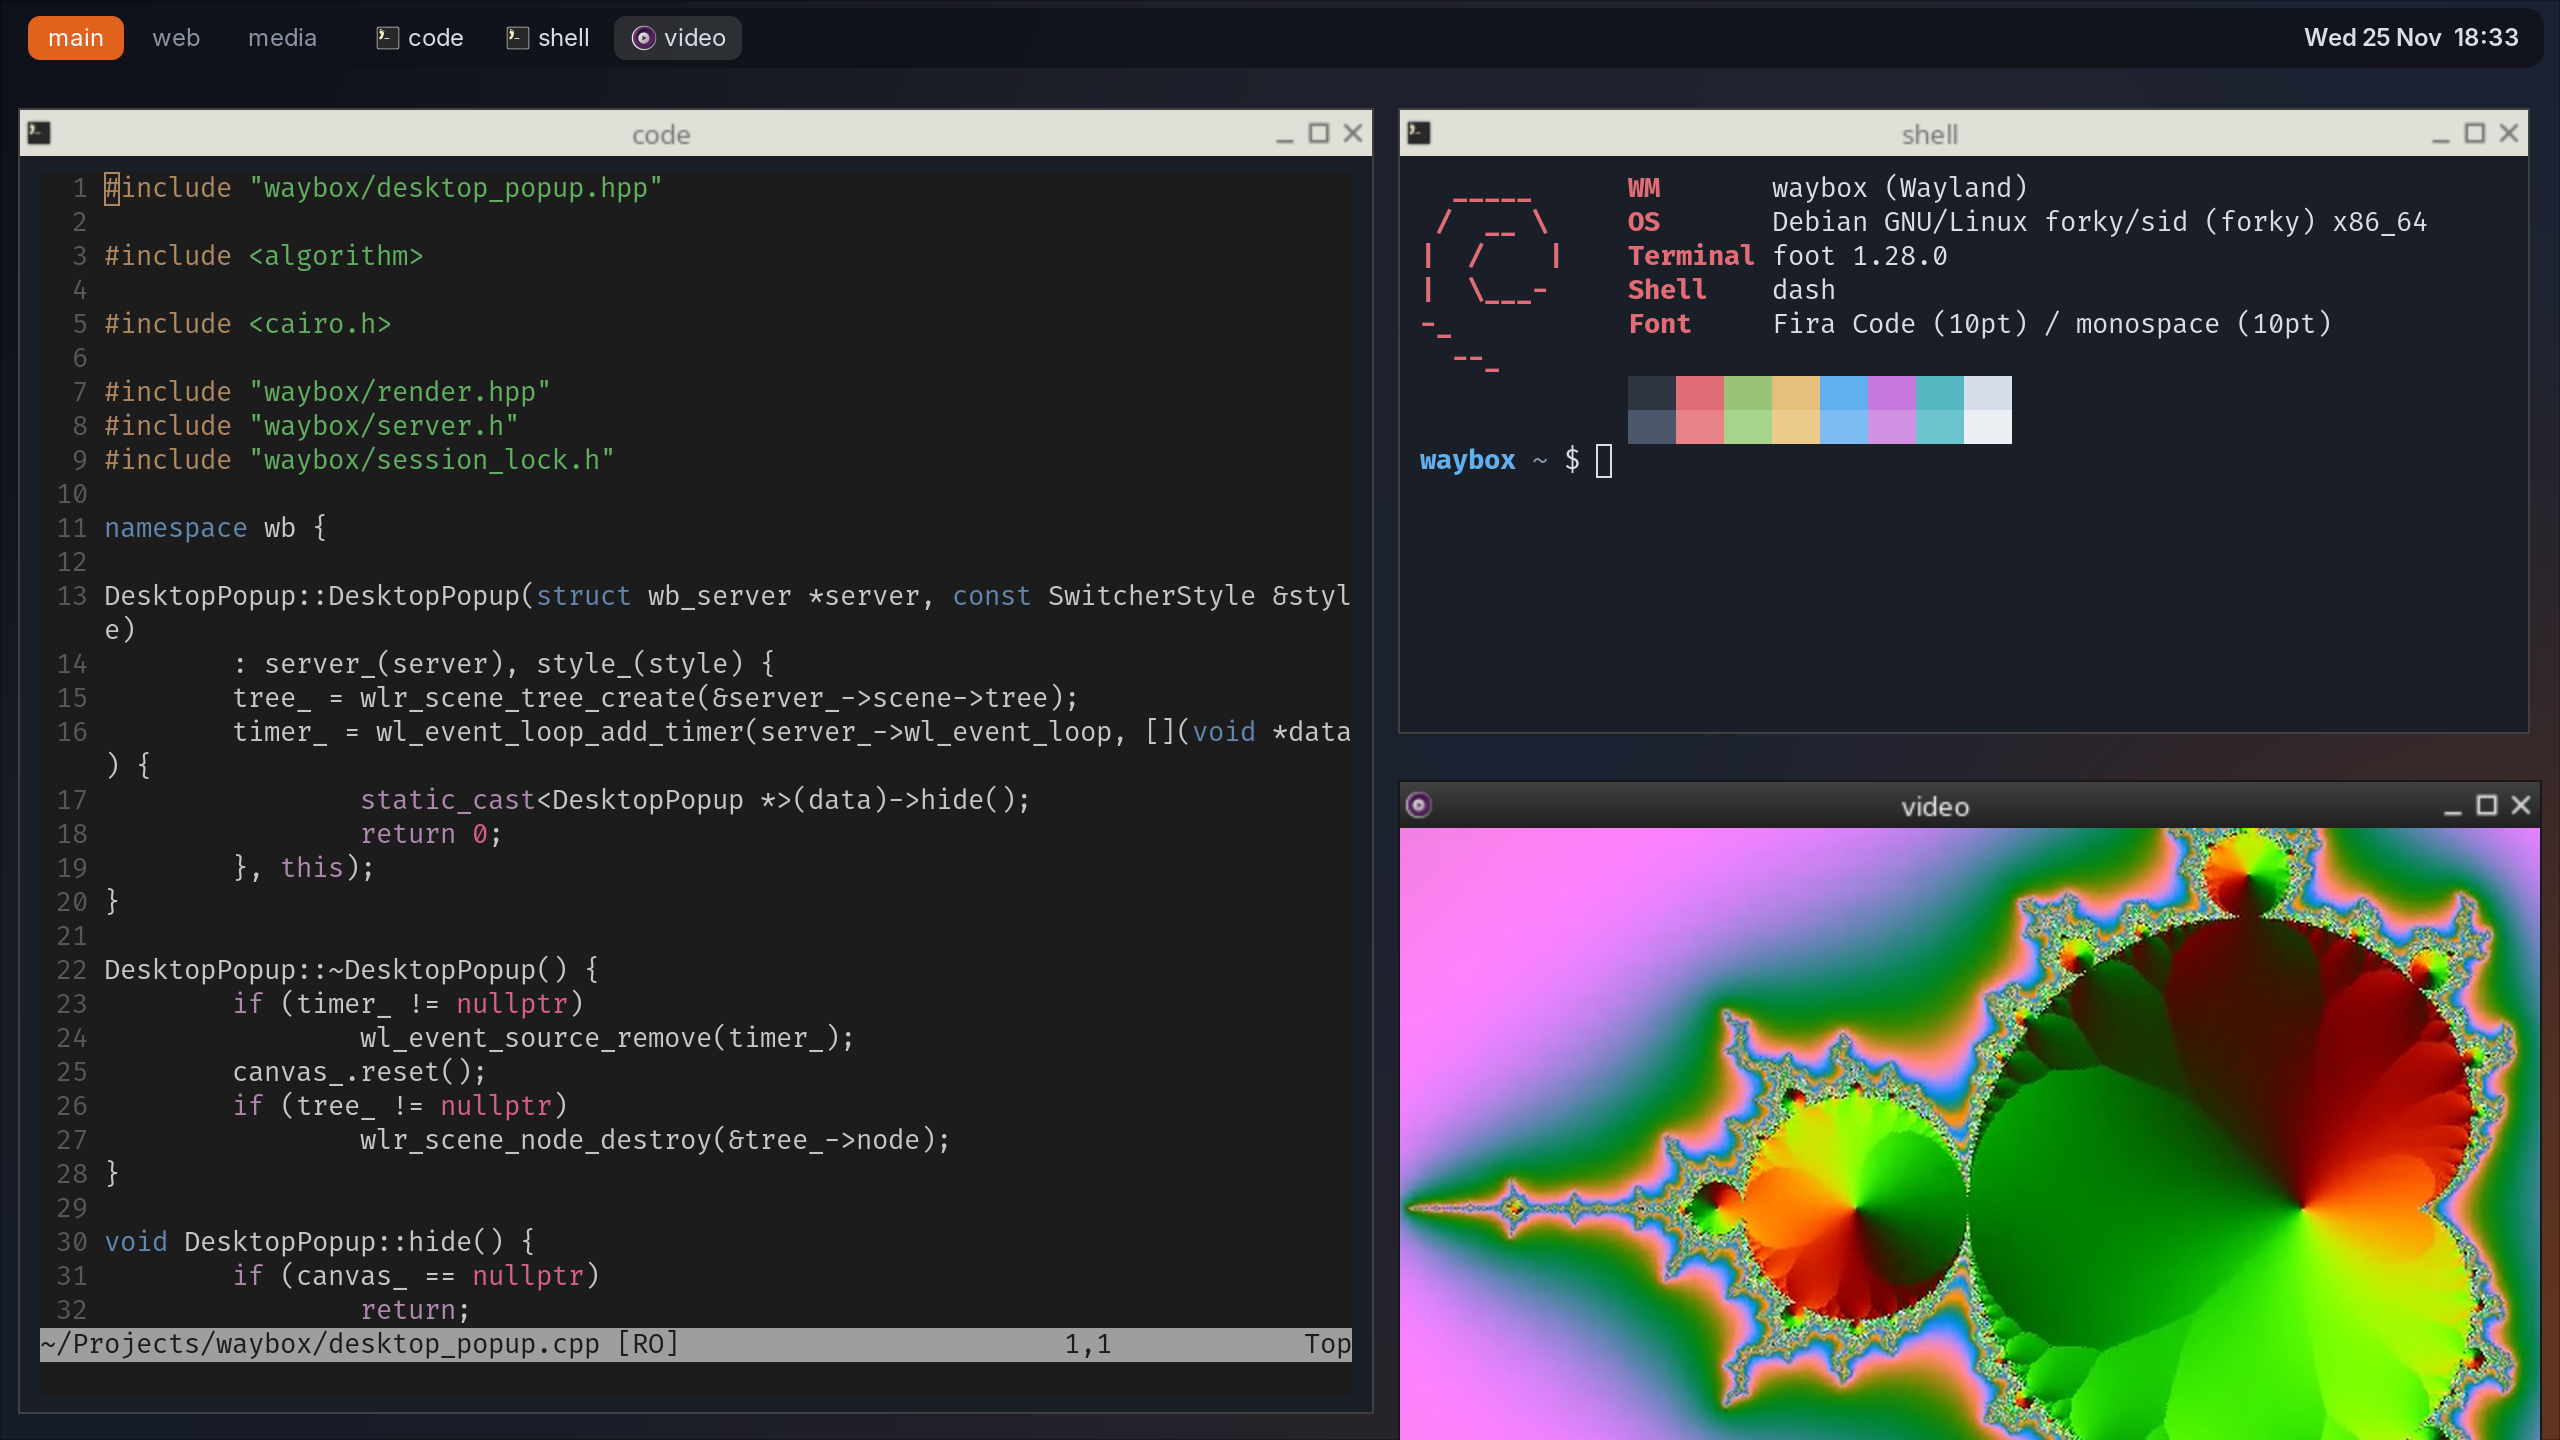 main web media code shell video Wed 25 Nov 18:33
code
1 #include "waybox/desktop_popup.hpp"
2
3 #include <algorithm>
4
5 #include <cairo.h>
6
7 #include "waybox/render.hpp"
8 #include "waybox/server.h"
9 #include "waybox/session_lock.h"
10
11 namespace wb {
12
13 DesktopPopup::DesktopPopup(struct wb_server *server, const SwitcherStyle &styl
e)
14         : server_(server), style_(style) {
15         tree_ = wlr_scene_tree_create(&server_->scene->tree);
16         timer_ = wl_event_loop_add_timer(server_->wl_event_loop, [](void *data
) {
17                 static_cast<DesktopPopup *>(data)->hide();
18                 return 0;
19         }, this);
20 }
21
22 DesktopPopup::~DesktopPopup() {
23         if (timer_ != nullptr)
24                 wl_event_source_remove(timer_);
25         canvas_.reset();
26         if (tree_ != nullptr)
27                 wlr_scene_node_destroy(&tree_->node);
28 }
29
30 void DesktopPopup::hide() {
31         if (canvas_ == nullptr)
32                 return;
~/Projects/waybox/desktop_popup.cpp [RO] 1,1 Top
shell
WM waybox (Wayland)
OS Debian GNU/Linux forky/sid (forky) x86_64
Terminal foot 1.28.0
Shell dash
Font Fira Code (10pt) / monospace (10pt)
waybox ~ $
video